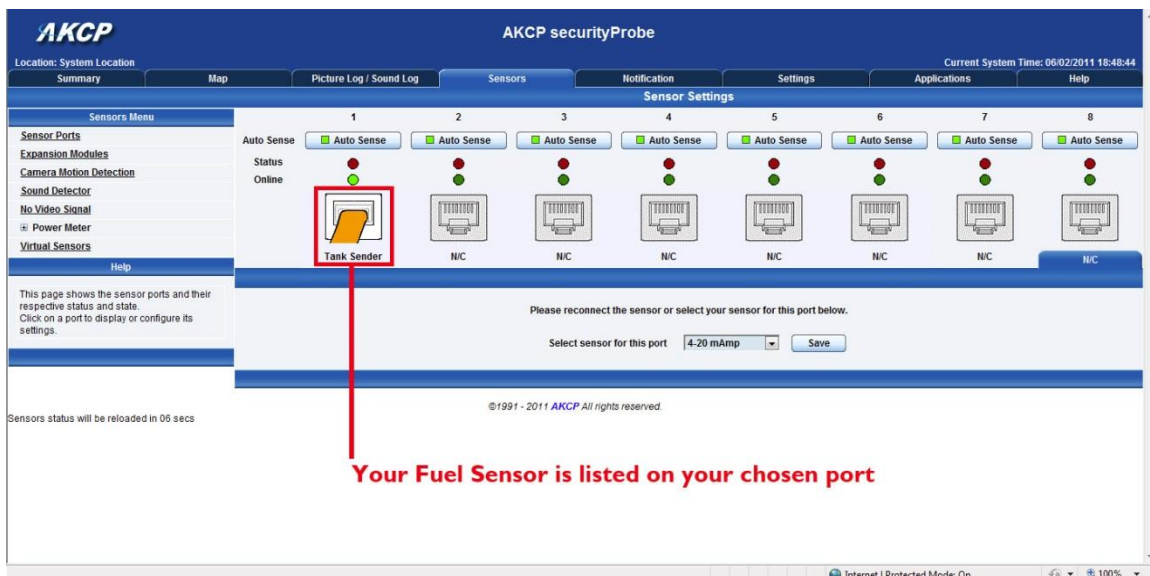 AKCP
AKCP securityProbe
Location: System Location
Current System Time: 06/02/2011 18:48:44
Summary Map Picture Log / Sound Log Sensors Notification Settings Applications Help
Sensor Settings
Sensors Menu
Sensor Ports
Expansion Modules
Camera Motion Detection
Sound Detector
No Video Signal
Power Meter
Virtual Sensors
Help
This page shows the sensor ports and their
respective status and state.
Click on a port to display or configure its
settings.
Sensors status will be reloaded in 06 secs
1 2 3 4 5 6 7 8
Auto Sense Auto Sense Auto Sense Auto Sense Auto Sense Auto Sense Auto Sense Auto Sense Auto Sense
Status
Online
Tank Sender N/C N/C N/C N/C N/C N/C N/C
Please reconnect the sensor or select your sensor for this port below.
Select sensor for this port 4-20 mAmp Save
©1991 - 2011 AKCP All rights reserved.
Your Fuel Sensor is listed on your chosen port
Internet | Protected Mode: On 100%